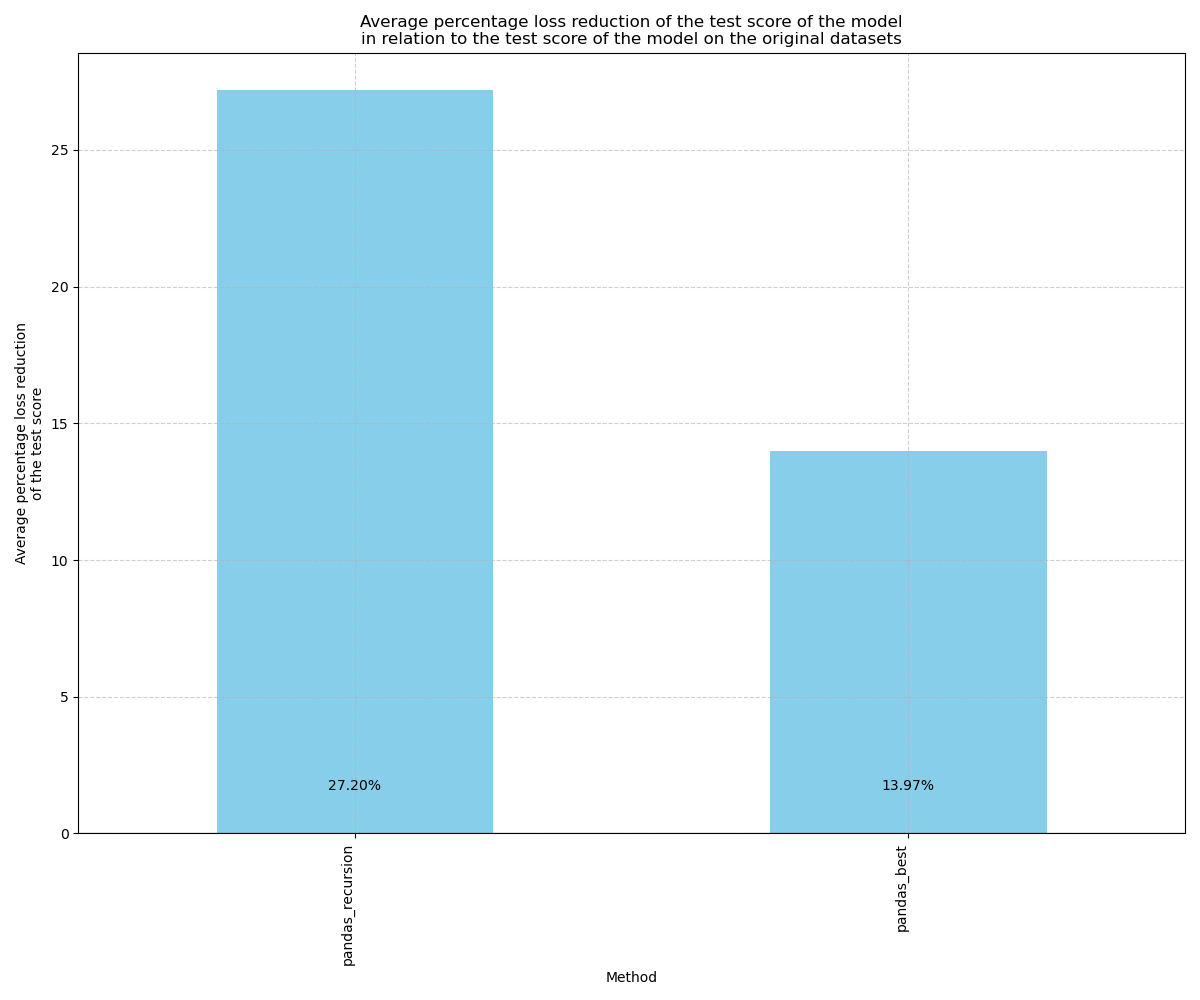 Average percentage loss reduction of the test score of the model
in relation to the test score of the model on the original datasets
Average percentage loss reduction
of the test score
25
20
15
10
5
0
27.20%
13.97%
pandas_recursion
pandas_best
Method